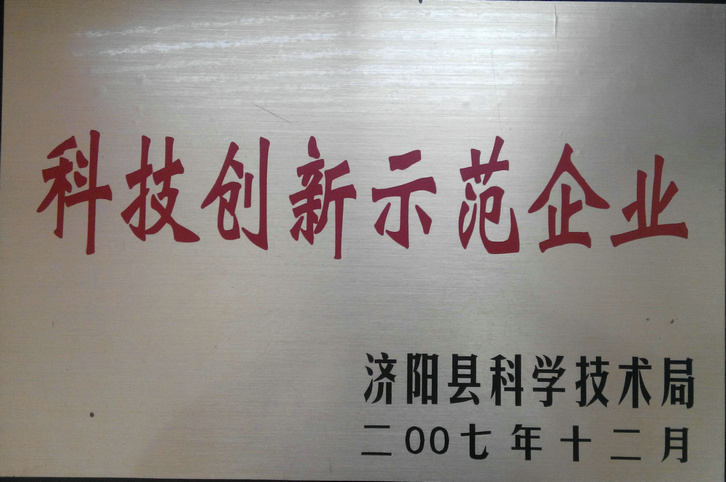 科技创新示范企业
济阳县科学技术局
二00七年十二月